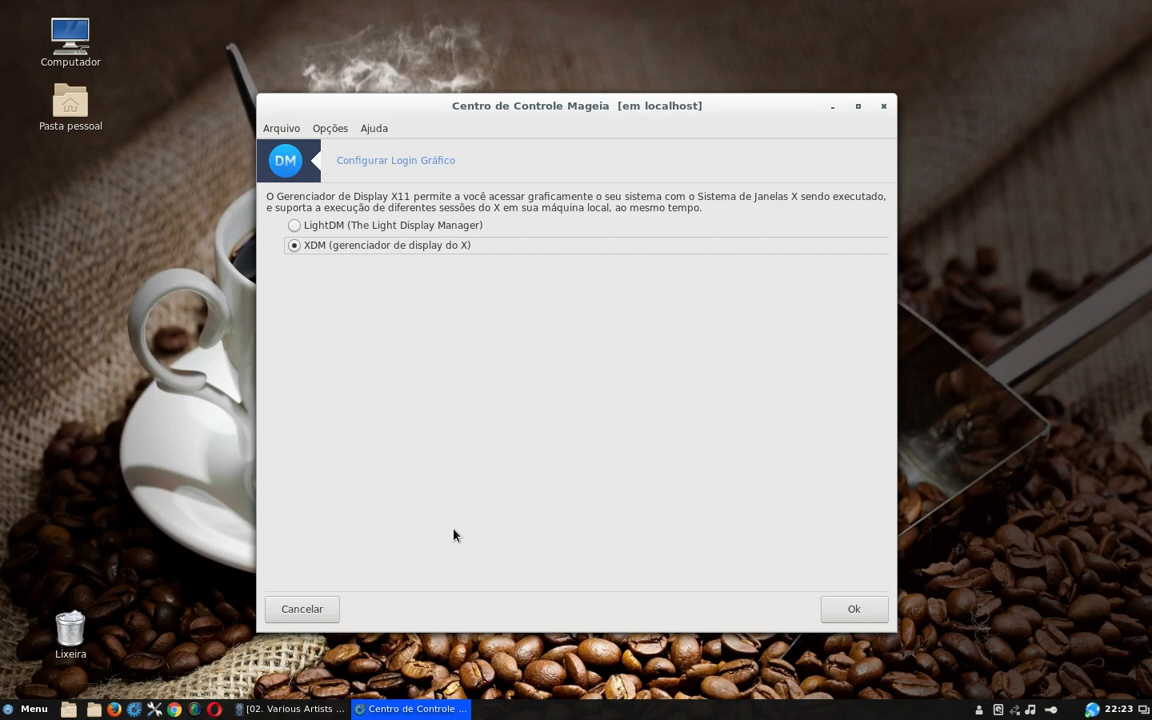 Computador
Pasta pessoal
Centro de Controle Mageia [em localhost]
Arquivo Opções Ajuda
DM
Configurar Login Gráfico
O Gerenciador de Display X11 permite a você acessar graficamente o seu sistema com o Sistema de Janelas X sendo executado,
e suporta a execução de diferentes sessões do X em sua máquina local, ao mesmo tempo.
LightDM (The Light Display Manager)
XDM (gerenciador de display do X)
Cancelar
Ok
Lixeira
Menu
[02. Various Artists ...
Centro de Controle ...
22:23